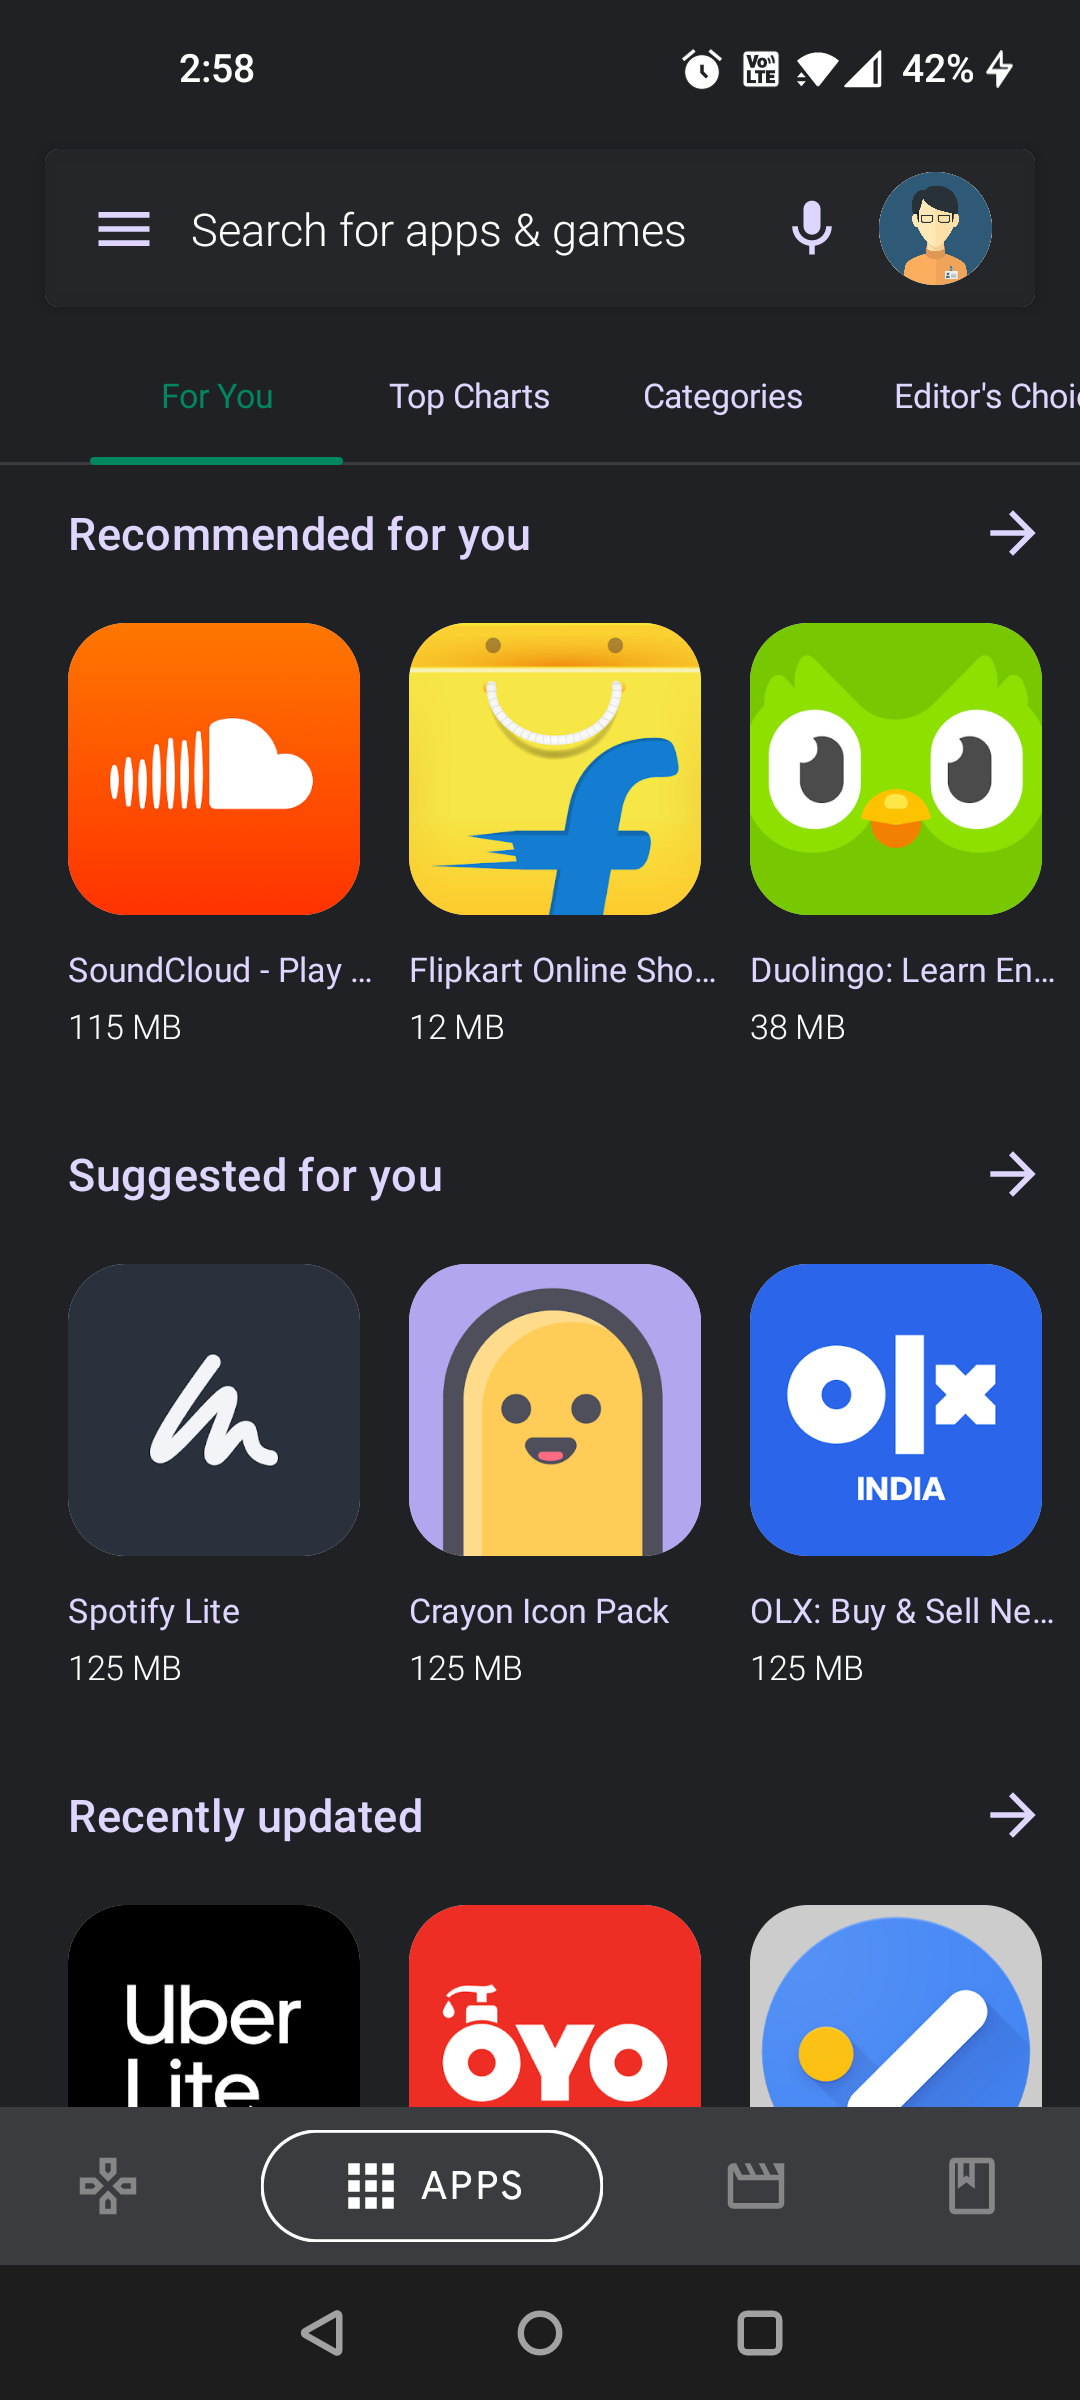 2:58
Vo LTE
42%
Search for apps & games
For You
Top Charts
Categories
Editor's Choi
Recommended for you
SoundCloud - Play ...
Flipkart Online Sho...
Duolingo: Learn En...
115 MB
12 MB
38 MB
Suggested for you
olx
INDIA
Spotify Lite
Crayon Icon Pack
OLX: Buy & Sell Ne...
125 MB
125 MB
125 MB
Recently updated
Uber
Lite
OYO
APPS